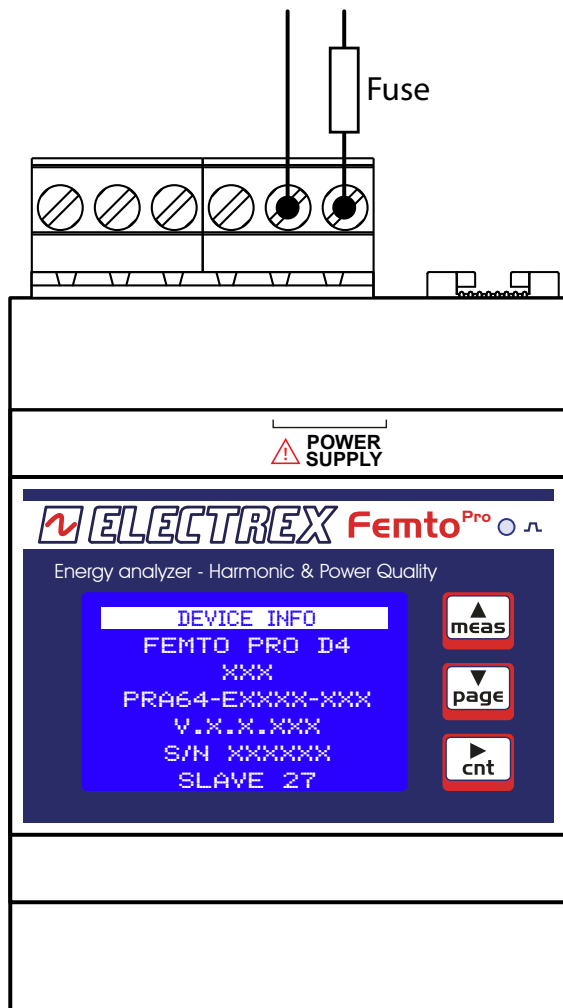 Fuse
POWER
SUPPLY
ELECTREX FEmto Pro
Energy analyzer - Harmonic & Power Quality
DEVICE INFO
FEMTO PRO D4
XXX
PRA64-EXXXX-XXX
V.X.X.XXX
S/N XXXXXX
SLAVE 27
mEas
pagE
cnt